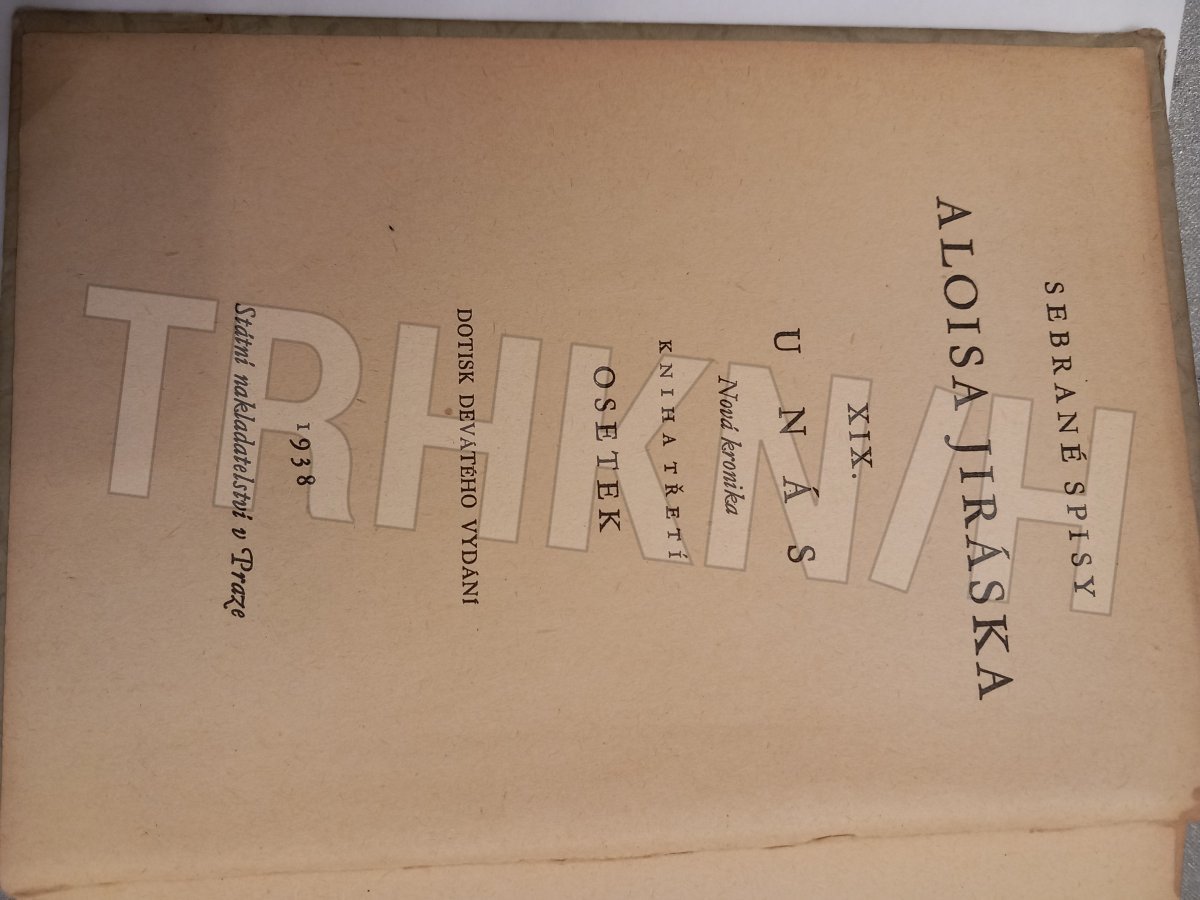 SEBRANÉ SPISY
ALOISA JIRÁSKA
XIX.
U NÁS
Nová kronika
KNIHA TŘETÍ
OSETEK
DOTISK DEVÁTÉHO VYDÁNÍ
1938
Státní nakladatelství v Praze
TRHKNIH